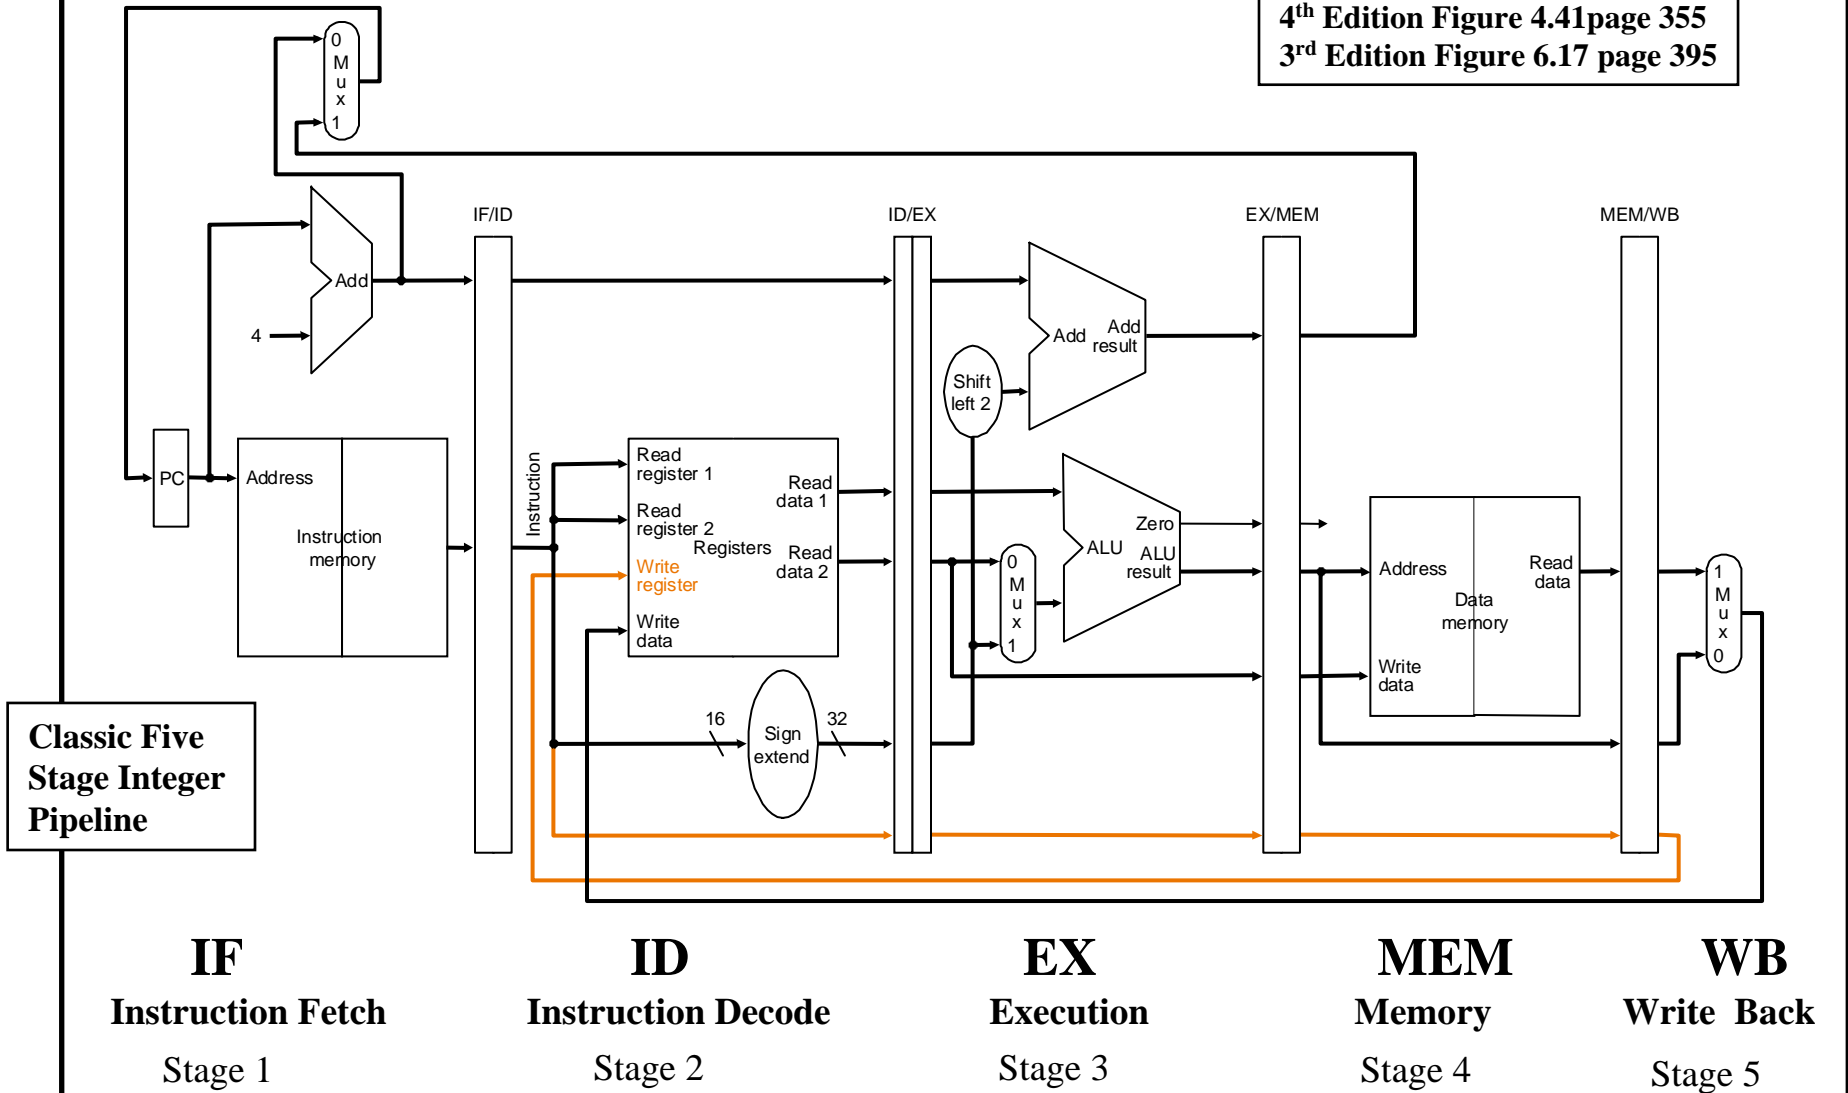 4th Edition Figure 4.41page 355
3rd Edition Figure 6.17 page 395
0
M
u
x
1
IF/ID
ID/EX
EX/MEM
MEM/WB
Add
4
Add
Add
result
Shift
left 2
PC
Address
Instruction
memory
Instruction
Read
register 1
Read
register 2
Write
register
Write
data
Registers
Read
data 1
Read
data 2
0
M
u
x
1
Zero
ALU
ALU
result
Address
Write
data
Data
memory
Read
data
1
M
u
x
0
16
Sign
extend
32
Classic Five
Stage Integer
Pipeline
IF
ID
EX
MEM
WB
Instruction Fetch
Instruction Decode
Execution
Memory
Write Back
Stage 1
Stage 2
Stage 3
Stage 4
Stage 5